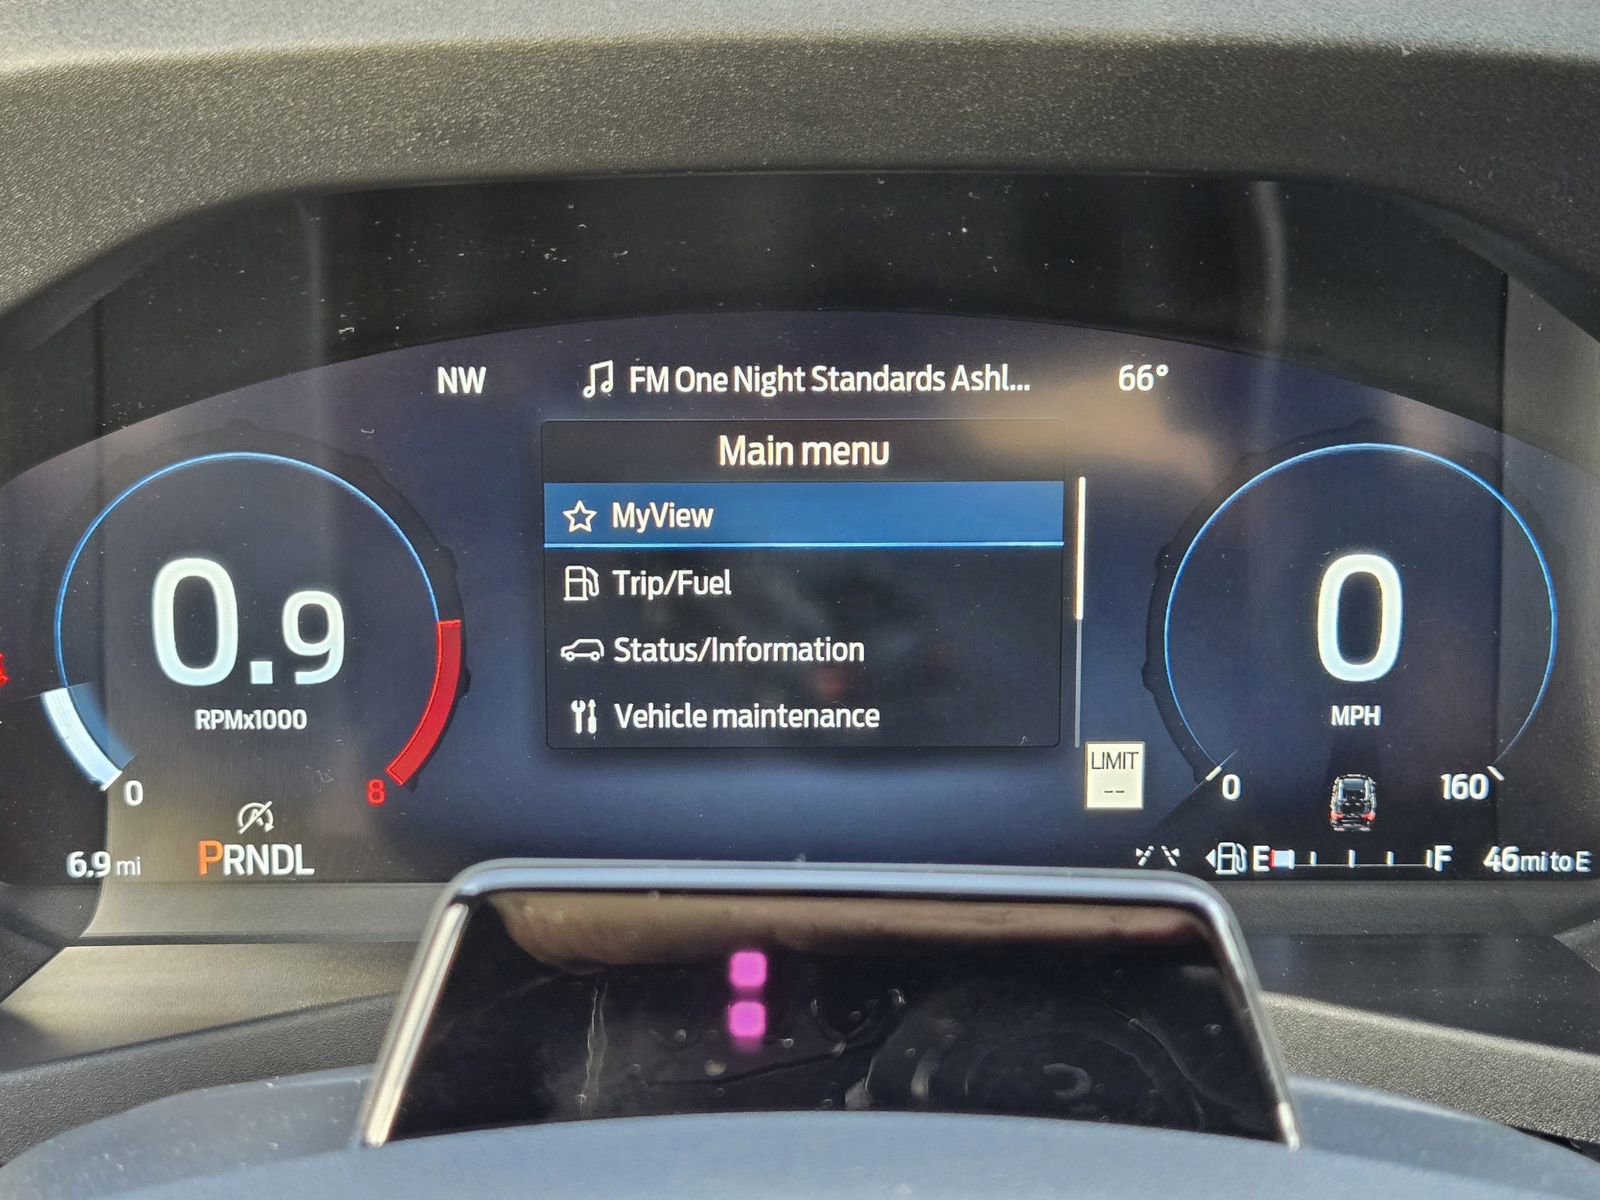 NW
FM One Night Standards Ashl...
66°
Main menu
MyView
Trip/Fuel
Status/Information
Vehicle maintenance
0.9
RPMx1000
0
8
0
MPH
0
160
LIMIT
--
6.9 mi
PRNDL
E
F
46mi to E